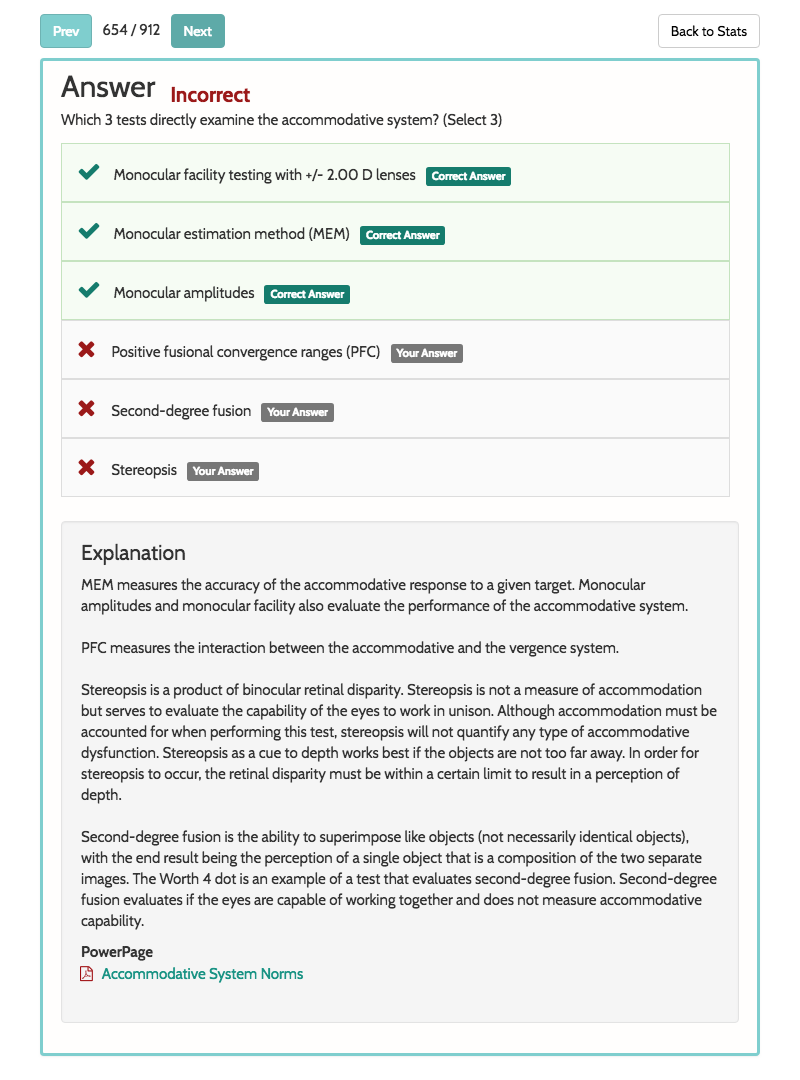 Prev 654 / 912 Next Back to Stats
Answer Incorrect
Which 3 tests directly examine the accommodative system? (Select 3)
Monocular facility testing with +/- 2.00 D lenses Correct Answer
Monocular estimation method (MEM) Correct Answer
Monocular amplitudes Correct Answer
Positive fusional convergence ranges (PFC) Your Answer
Second-degree fusion Your Answer
Stereopsis Your Answer
Explanation
MEM measures the accuracy of the accommodative response to a given target. Monocular
amplitudes and monocular facility also evaluate the performance of the accommodative system.
PFC measures the interaction between the accommodative and the vergence system.
Stereopsis is a product of binocular retinal disparity. Stereopsis is not a measure of accommodation
but serves to evaluate the capability of the eyes to work in unison. Although accommodation must be
accounted for when performing this test, stereopsis will not quantify any type of accommodative
dysfunction. Stereopsis as a cue to depth works best if the objects are not too far away. In order for
stereopsis to occur, the retinal disparity must be within a certain limit to result in a perception of
depth.
Second-degree fusion is the ability to superimpose like objects (not necessarily identical objects),
with the end result being the perception of a single object that is a composition of the two separate
images. The Worth 4 dot is an example of a test that evaluates second-degree fusion. Second-degree
fusion evaluates if the eyes are capable of working together and does not measure accommodative
capability.
PowerPage
Accommodative System Norms